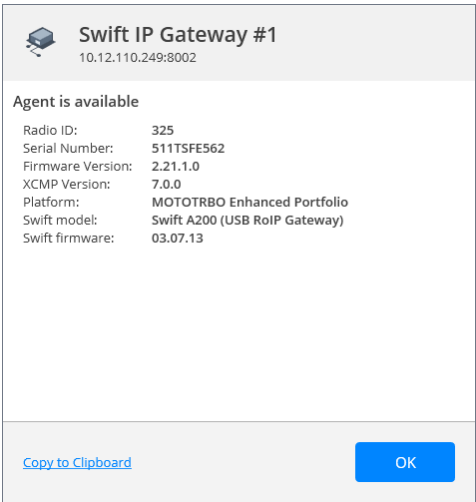 Swift IP Gateway #1
10.12.110.249:8002
Agent is available
Radio ID: 325
Serial Number: 511TSFE562
Firmware Version: 2.21.1.0
XCMP Version: 7.0.0
Platform: MOTOTRBO Enhanced Portfolio
Swift model: Swift A200 (USB RoIP Gateway)
Swift firmware: 03.07.13
Copy to Clipboard
OK